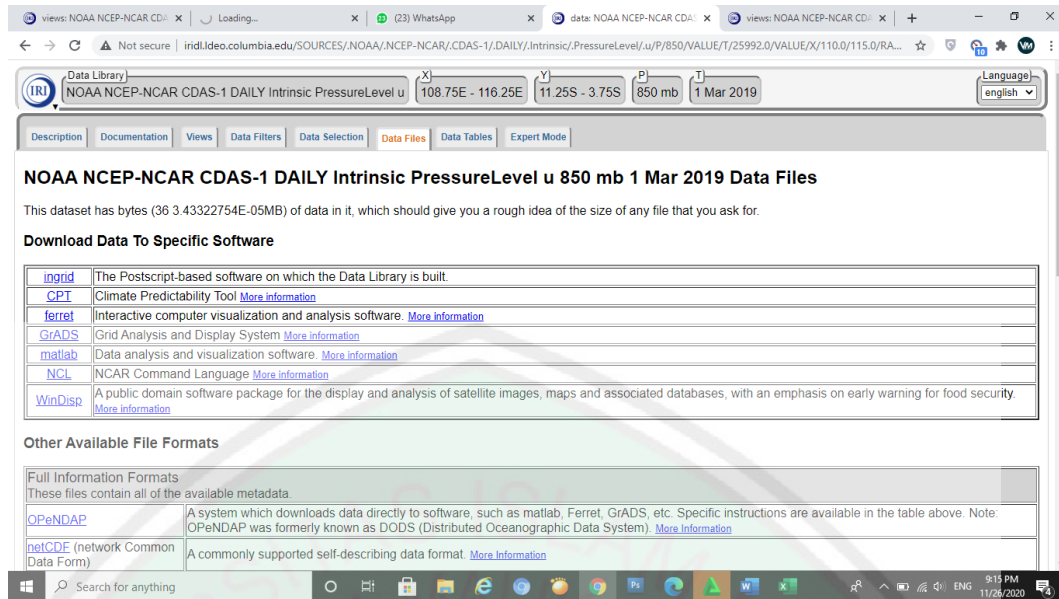 views: NOAA NCEP-NCAR CDA
Loading...
(23) WhatsApp
data: NOAA NCEP-NCAR CDAS
views: NOAA NCEP-NCAR CDA
Not secure | iridl.ldeo.columbia.edu/SOURCES/.NOAA/.NCEP-NCAR/.CDAS-1/.DAILY/.Intrinsic/.PressureLevel/.u/P/850/VALUE/T/25992.0/VALUE/X/110.0/115.0/RA...
10
VM
IRI
Data Library
NOAA NCEP-NCAR CDAS-1 DAILY Intrinsic PressureLevel u
X
108.75E - 116.25E
Y
11.25S - 3.75S
P
850 mb
T
1 Mar 2019
Language
english
Description Documentation Views Data Filters Data Selection Data Files Data Tables Expert Mode
NOAA NCEP-NCAR CDAS-1 DAILY Intrinsic PressureLevel u 850 mb 1 Mar 2019 Data Files
This dataset has bytes (36 3.43322754E-05MB) of data in it, which should give you a rough idea of the size of any file that you ask for.
Download Data To Specific Software
ingrid The Postscript-based software on which the Data Library is built.
CPT Climate Predictability Tool More information
ferret Interactive computer visualization and analysis software. More information
GrADS Grid Analysis and Display System More information
matlab Data analysis and visualization software. More information
NCL NCAR Command Language More information
WinDisp A public domain software package for the display and analysis of satellite images, maps and associated databases, with an emphasis on early warning for food security.
More information
Other Available File Formats
Full Information Formats
These files contain all of the available metadata.
OPeNDAP A system which downloads data directly to software, such as matlab, Ferret, GrADS, etc. Specific instructions are available in the table above. Note:
OPeNDAP was formerly known as DODS (Distributed Oceanographic Data System). More Information
netCDF (network Common
Data Form)
A commonly supported self-describing data format. More Information
Search for anything
Ps
ENG
9:15 PM
11/26/2020
4